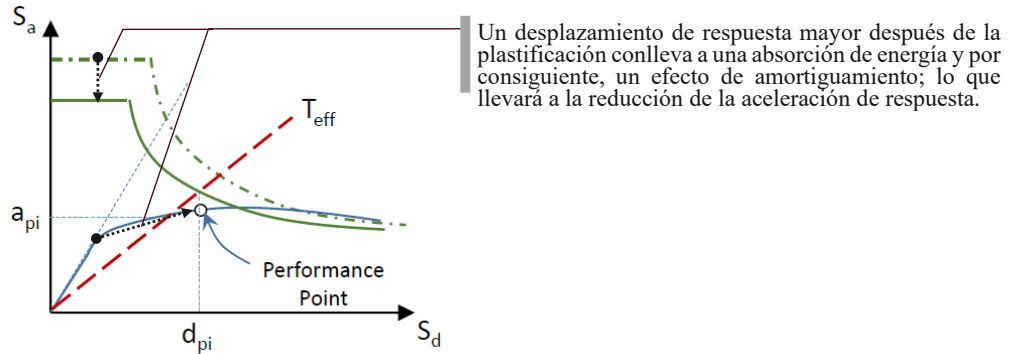 Sa
Un desplazamiento de respuesta mayor después de la
plastificación conlleva a una absorción de energía y por
consiguiente, un efecto de amortiguamiento; lo que
llevará a la reducción de la aceleración de respuesta.
Teff
api
Performance
Point
dpi
Sd